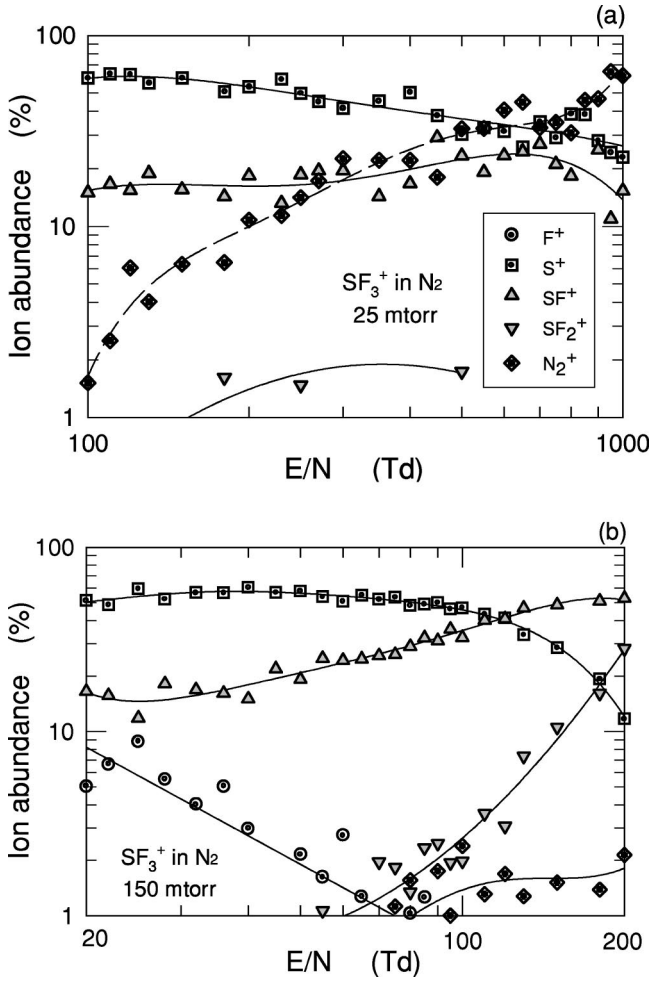 (a)
100
Ion abundance (%)
10
1
SF₃⁺ in N₂
25 mtorr
F⁺
S⁺
SF⁺
SF₂⁺
N₂⁺
100
1000
E/N (Td)
(b)
100
Ion abundance (%)
10
1
SF₃⁺ in N₂
150 mtorr
20
100
200
E/N (Td)